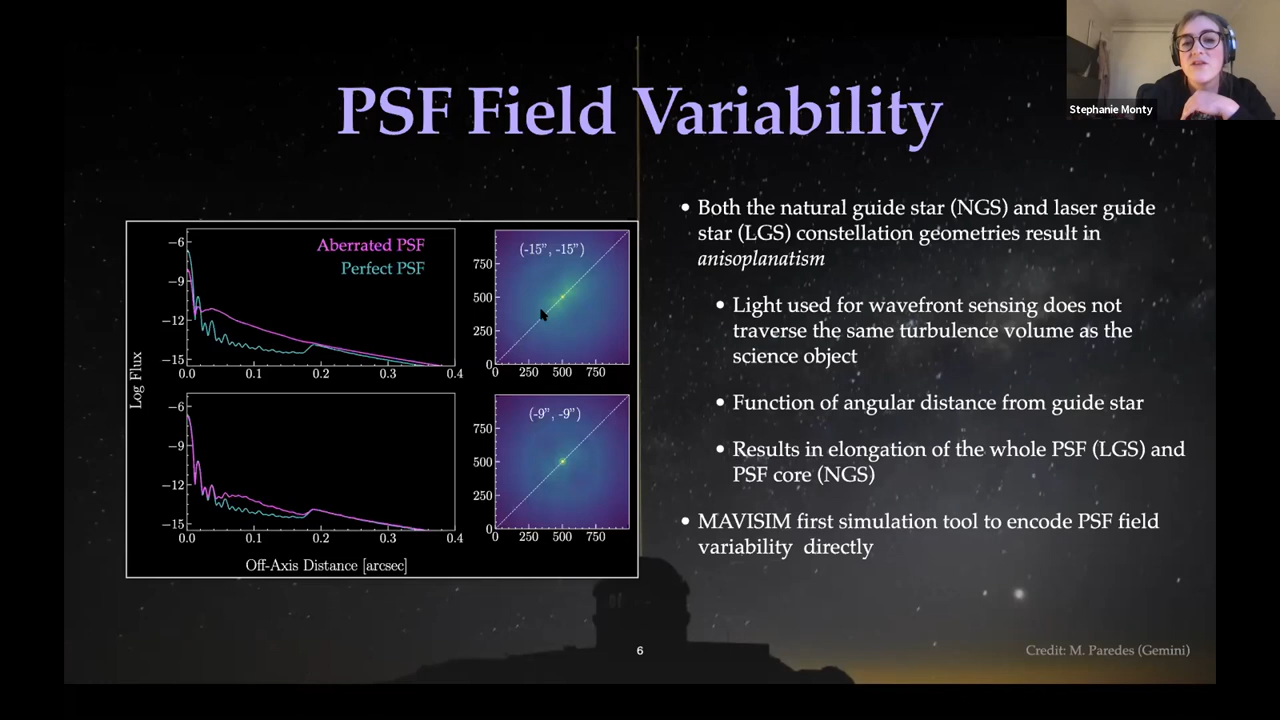 Stephanie Monty
PSF Field Variability
−6
−9
−12
−15
0.0 0.1 0.2 0.3 0.4
Aberrated PSF
Perfect PSF
(-15”, -15”)
750
500
250
0
0 250 500 750
Log Flux
−6
−9
−12
−15
0.0 0.1 0.2 0.3 0.4
Off-Axis Distance [arcsec]
(-9”, -9”)
750
500
250
0
0 250 500 750
• Both the natural guide star (NGS) and laser guide
star (LGS) constellation geometries result in
anisoplanatism
• Light used for wavefront sensing does not
traverse the same turbulence volume as the
science object
• Function of angular distance from guide star
• Results in elongation of the whole PSF (LGS) and
PSF core (NGS)
• MAVISIM first simulation tool to encode PSF field
variability directly
6
Credit: M. Paredes (Gemini)